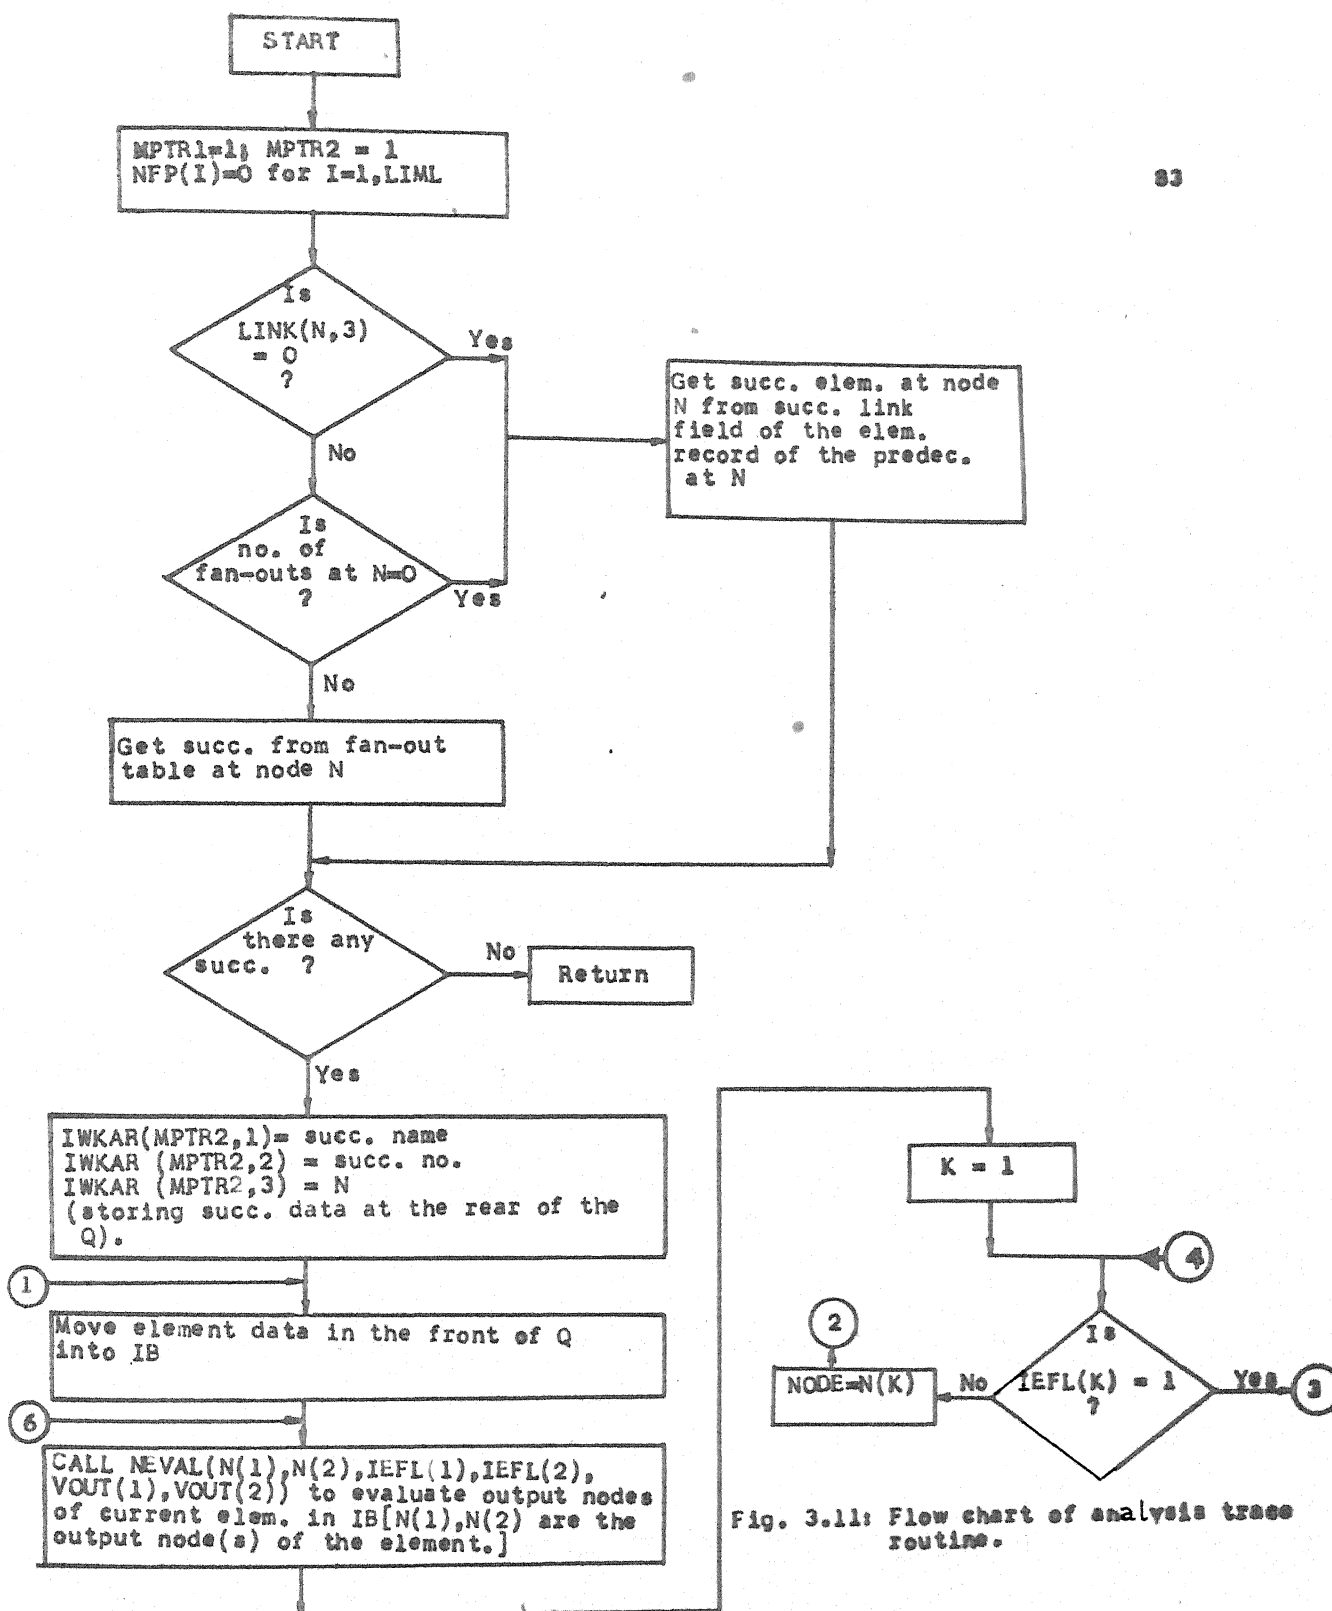 START
MPTR1=1; MPTR2 = 1
NFP(I)=0 for I=1,LIML
83
Is
LINK(N,3)
= 0
?
Yes
No
Get succ. elem. at node
N from succ. link
field of the elem.
record of the predec.
at N
Is
no. of
fan-outs at N=0
?
Yes
No
Get succ. from fan-out
table at node N
Is
there any
succ. ?
No
Return
Yes
IWKAR(MPTR2,1)= succ. name
IWKAR (MPTR2,2) = succ. no.
IWKAR (MPTR2,3) = N
(storing succ. data at the rear of the
Q).
1
Move element data in the front of Q
into IB
6
CALL NEVAL(N(1),N(2),IEFL(1),IEFL(2),
VOUT(1),VOUT(2)) to evaluate output nodes
of current elem. in IB[N(1),N(2) are the
output node(s) of the element.]
K = 1
4
2
Is
IEFL(K) = 1
?
NODE=N(K)
No
Yes
3
Fig. 3.11: Flow chart of analysis trace
routine.